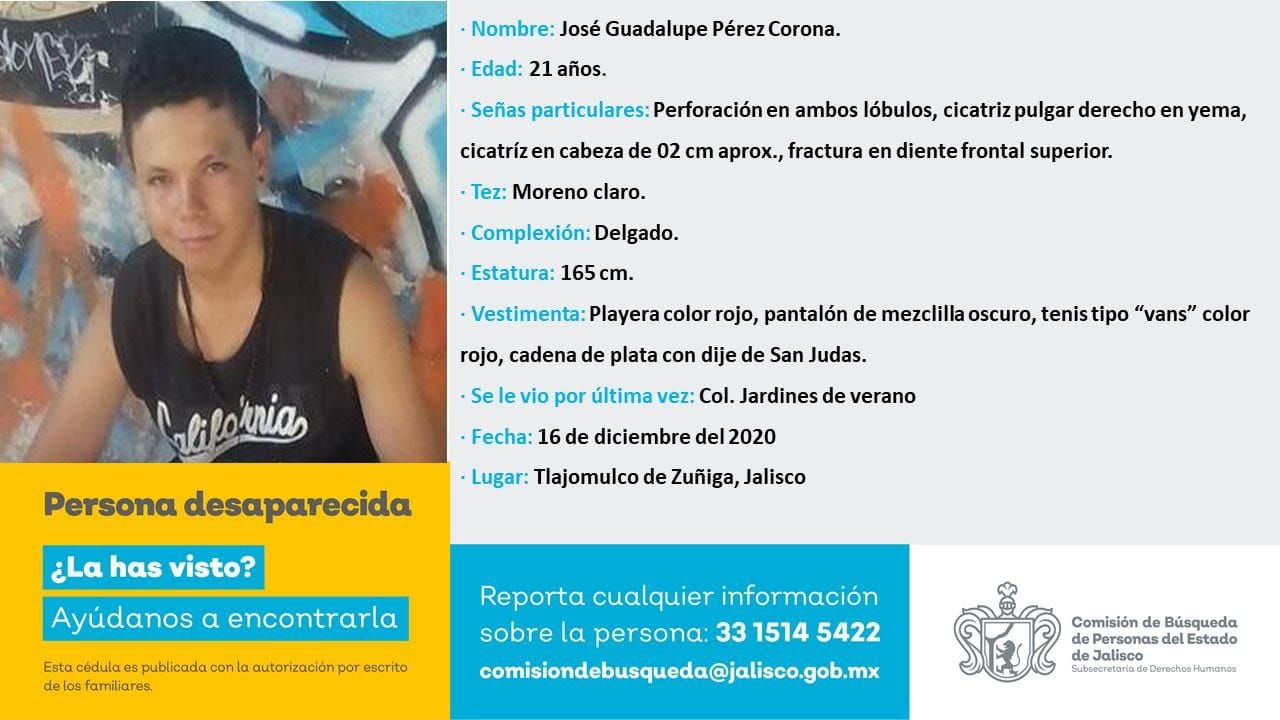 · Nombre: José Guadalupe Pérez Corona.
· Edad: 21 años.
· Señas particulares: Perforación en ambos lóbulos, cicatriz pulgar derecho en yema,
cicatríz en cabeza de 02 cm aprox., fractura en diente frontal superior.
· Tez: Moreno claro.
· Complexión: Delgado.
· Estatura: 165 cm.
· Vestimenta: Playera color rojo, pantalón de mezclilla oscuro, tenis tipo “vans” color
rojo, cadena de plata con dije de San Judas.
· Se le vio por última vez: Col. Jardines de verano
· Fecha: 16 de diciembre del 2020
· Lugar: Tlajomulco de Zuñiga, Jalisco
California
Persona desaparecida
¿La has visto?
Ayúdanos a encontrarla
Esta cédula es publicada con la autorización por escrito
de los familiares.
Reporta cualquier información
sobre la persona: 33 1514 5422
comisiondebusqueda@jalisco.gob.mx
Comisión de Búsqueda
de Personas del Estado
de Jalisco
Subsecretaría de Derechos Humanos